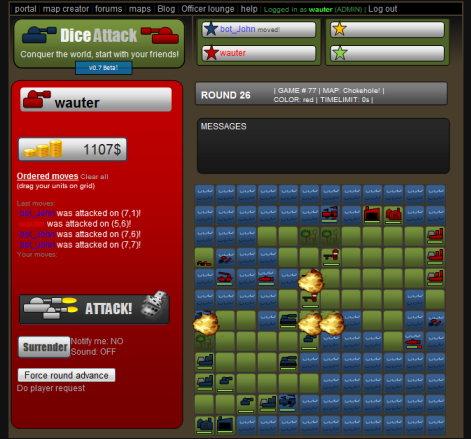 portal | map creator | forums | maps | Blog | Officer lounge | help | Logged in as wauter (ADMIN) | Log out
DiceAttack
Conquer the world, start with your friends!
v0.7 Beta!
bot_John moved!
wauter
wauter
1107$
Ordered moves Clear all
(drag your units on grid)
Last moves:
bot_John was attacked on (7,1)!
wauter was attacked on (5,6)!
bot_John was attacked on (7,6)!
bot_John was attacked on (7,7)!
Your moves:
ATTACK!
Surrender
Notify me: NO
Sound: OFF
Force round advance
Do player request
ROUND 26
| GAME # 77 | MAP: Chokehole! |
COLOR: red | TIMELIMIT: 0s |
MESSAGES